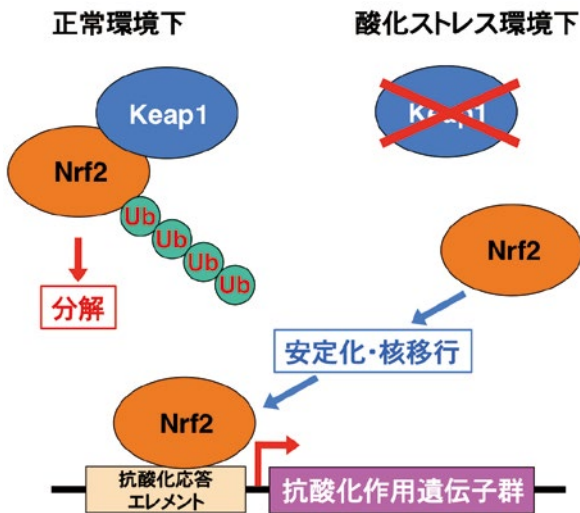 正常環境下
酸化ストレス環境下
Keap1
Keap1
Nrf2
Ub
Ub
Ub
Ub
Nrf2
分解
安定化・核移行
Nrf2
抗酸化応答
エレメント
抗酸化作用遺伝子群